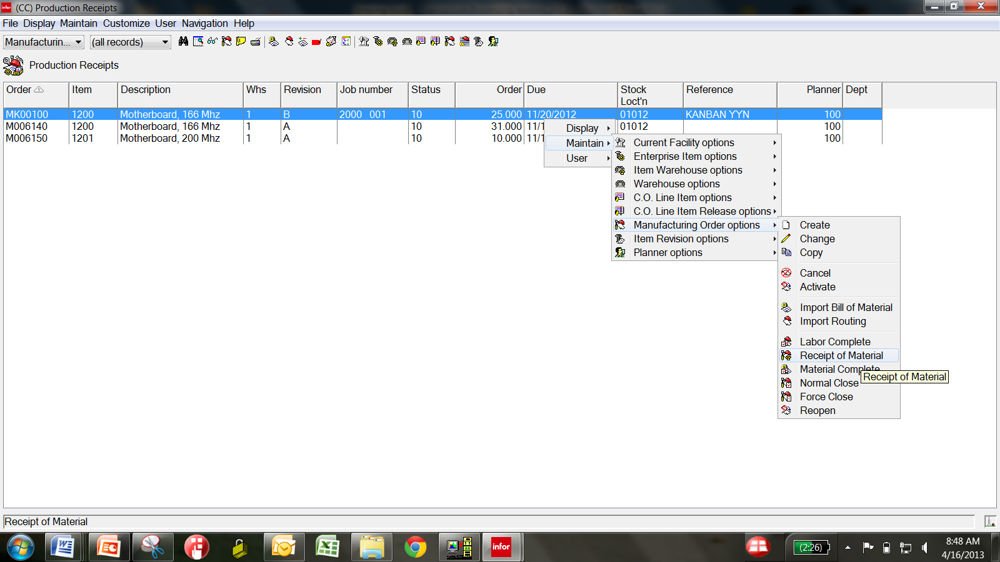 infor (CC) Production Receipts
File Display Maintain Customize User Navigation Help
Manufacturin... (all records)
Production Receipts
Order Item Description Whs Revision Job number Status Order Due Stock Loct'n Reference Planner Dept
MK00100 1200 Motherboard, 166 Mhz 1 B 2000 001 10 25.000 11/20/2012 01012 KANBAN YYN 100
M006140 1200 Motherboard, 166 Mhz 1 A 10 31.000 11/1 01012 100
M006150 1201 Motherboard, 200 Mhz 1 A 10 10.000 11/1 100
Display
Maintain
User
Current Facility options
Enterprise Item options
Item Warehouse options
Warehouse options
C.O. Line Item options
C.O. Line Item Release options
Manufacturing Order options
Item Revision options
Planner options
Create
Change
Copy
Cancel
Activate
Import Bill of Material
Import Routing
Labor Complete
Receipt of Material
Material Complete
Receipt of Material
Normal Close
Force Close
Reopen
Receipt of Material
infor
(2:26)
8:48 AM
4/16/2013